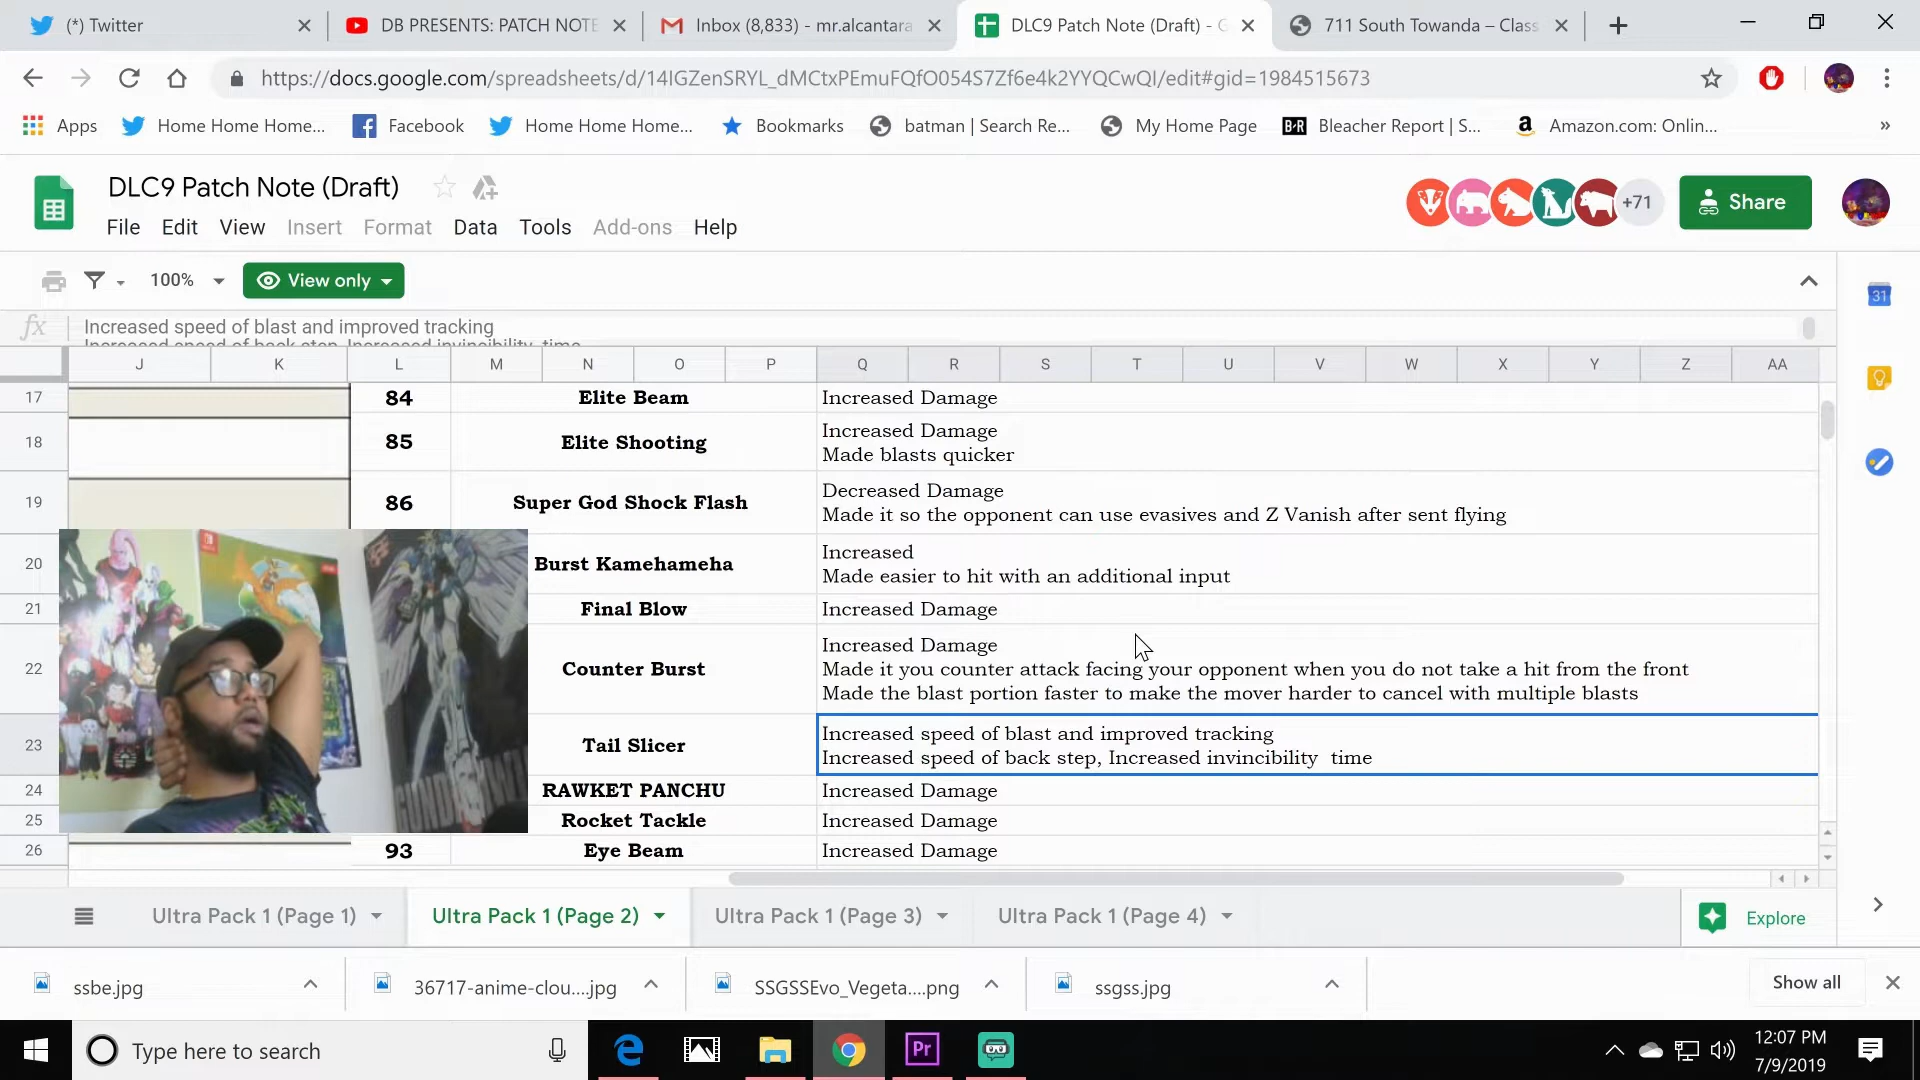 (*) Twitter
DB PRESENTS: PATCH NOTE
Inbox (8,833) - mr.alcantara
DLC9 Patch Note (Draft) - G
711 South Towanda – Class
https://docs.google.com/spreadsheets/d/14IGZenSRYL_dMCtxPEmuFQfO054S7Zf6e4k2YYQCwQI/edit#gid=1984515673
Apps
Home Home Home...
Facebook
Home Home Home...
Bookmarks
batman | Search Re...
My Home Page
B/R
Bleacher Report | S...
Amazon.com: Onlin...
»
DLC9 Patch Note (Draft)
+71
Share
File Edit View Insert Format Data Tools Add-ons Help
100%
View only
31
fx
Increased speed of blast and improved tracking
Increased speed of back step, Increased invincibility time
J K L M N O P Q R S T U V W X Y Z AA
17 84 Elite Beam Increased Damage
18 85 Elite Shooting Increased Damage
Made blasts quicker
19 86 Super God Shock Flash Decreased Damage
Made it so the opponent can use evasives and Z Vanish after sent flying
20 Burst Kamehameha Increased
Made easier to hit with an additional input
21 Final Blow Increased Damage
22 Counter Burst Increased Damage
Made it you counter attack facing your opponent when you do not take a hit from the front
Made the blast portion faster to make the mover harder to cancel with multiple blasts
23 Tail Slicer Increased speed of blast and improved tracking
Increased speed of back step, Increased invincibility time
24 RAWKET PANCHU Increased Damage
25 Rocket Tackle Increased Damage
26 93 Eye Beam Increased Damage
Ultra Pack 1 (Page 1)
Ultra Pack 1 (Page 2)
Ultra Pack 1 (Page 3)
Ultra Pack 1 (Page 4)
Explore
ssbe.jpg
36717-anime-clou....jpg
SSGSSEvo_Vegeta....png
ssgss.jpg
Show all
Type here to search
Pr
12:07 PM
7/9/2019